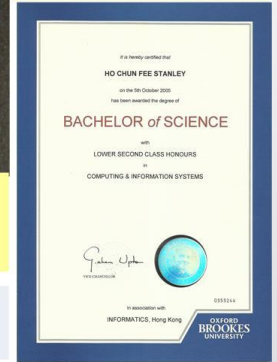 It is hereby certified that
HO CHUN FEE STANLEY
on the 5th October 2000
has been awarded the degree of
BACHELOR of SCIENCE
with
LOWER SECOND CLASS HONOURS
in
COMPUTING & INFORMATION SYSTEMS
VICE-CHANCELLOR
In association with
INFORMATICS, Hong Kong
OXFORD
BROOKES
UNIVERSITY